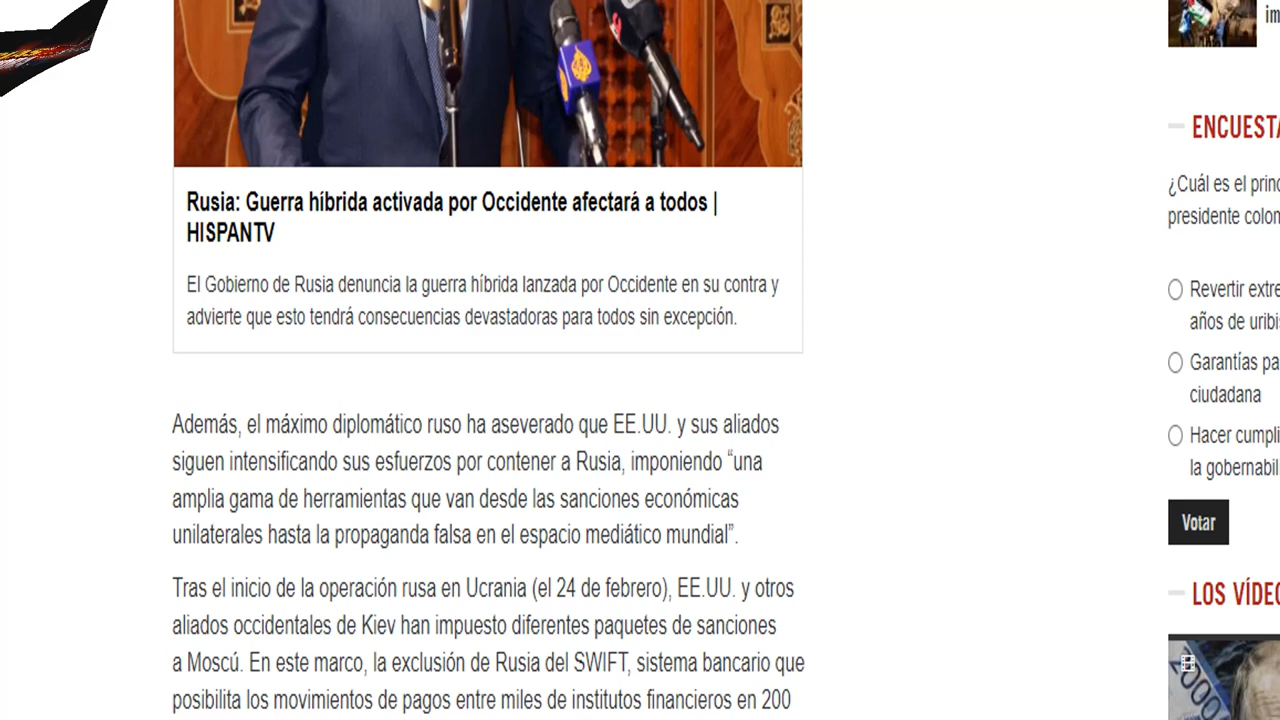 im
Rusia: Guerra híbrida activada por Occidente afectará a todos |
HISPANTV
El Gobierno de Rusia denuncia la guerra híbrida lanzada por Occidente en su contra y
advierte que esto tendrá consecuencias devastadoras para todos sin excepción.
Además, el máximo diplomático ruso ha aseverado que EE.UU. y sus aliados
siguen intensificando sus esfuerzos por contener a Rusia, imponiendo “una
amplia gama de herramientas que van desde las sanciones económicas
unilaterales hasta la propaganda falsa en el espacio mediático mundial”.
Tras el inicio de la operación rusa en Ucrania (el 24 de febrero), EE.UU. y otros
aliados occidentales de Kiev han impuesto diferentes paquetes de sanciones
a Moscú. En este marco, la exclusión de Rusia del SWIFT, sistema bancario que
posibilita los movimientos de pagos entre miles de institutos financieros en 200
ENCUESTA
¿Cuál es el princ
presidente colom
Revertir extre
años de uribis
Garantías pa
ciudadana
Hacer cumpli
la gobernabil
Votar
LOS VÍDEO